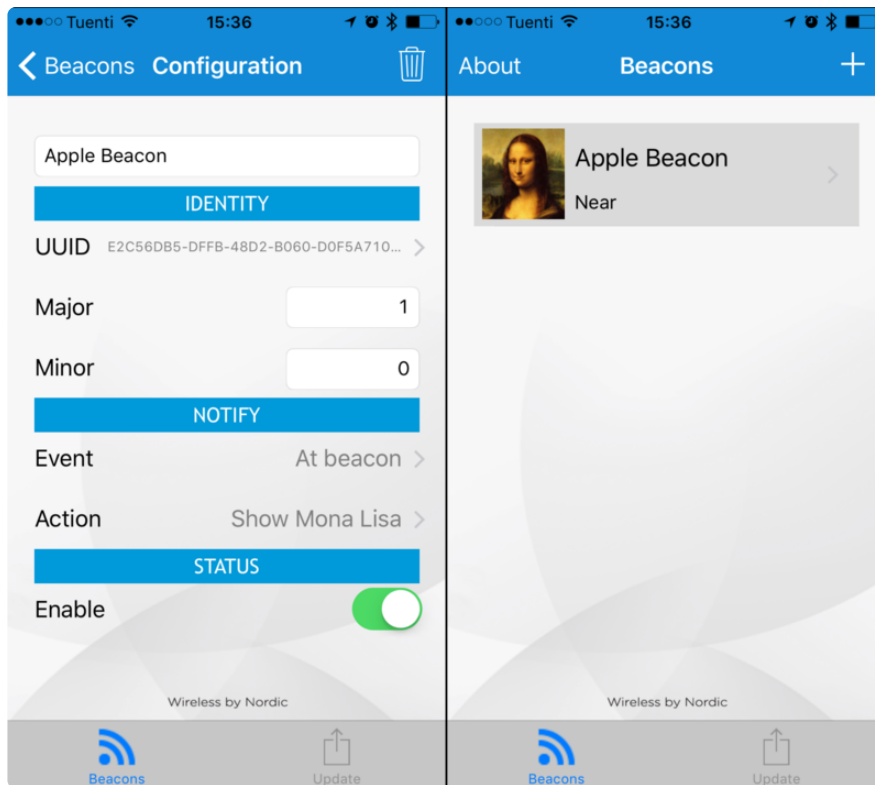 Tuenti 15:36
Beacons Configuration
Apple Beacon
IDENTITY
UUID E2C56DB5-DFFB-48D2-B060-D0F5A710...
Major 1
Minor 0
NOTIFY
Event At beacon
Action Show Mona Lisa
STATUS
Enable
Wireless by Nordic
Beacons Update
Tuenti 15:36
About Beacons +
Apple Beacon
Near
Wireless by Nordic
Beacons Update